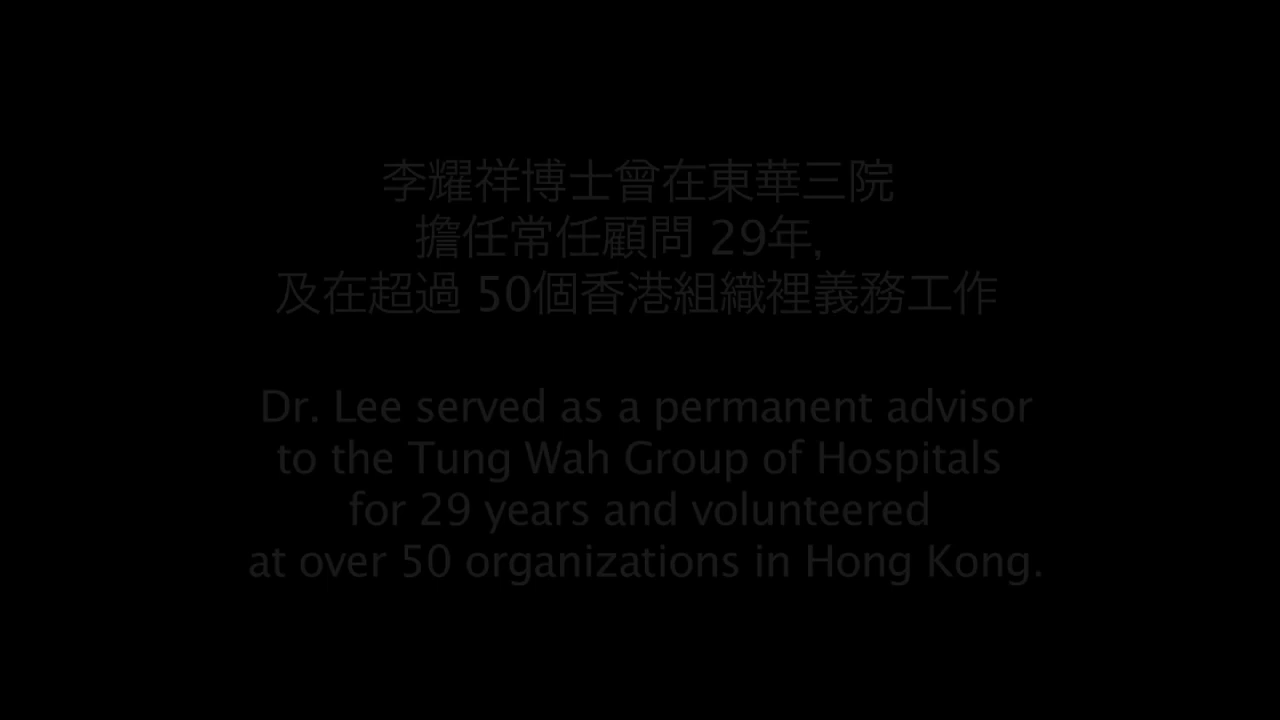 李耀祥博士曾在東華三院
擔任常任顧問 29年,
及在超過 50個香港組織裡義務工作
Dr. Lee served as a permanent advisor
to the Tung Wah Group of Hospitals
for 29 years and volunteered
at over 50 organizations in Hong Kong.